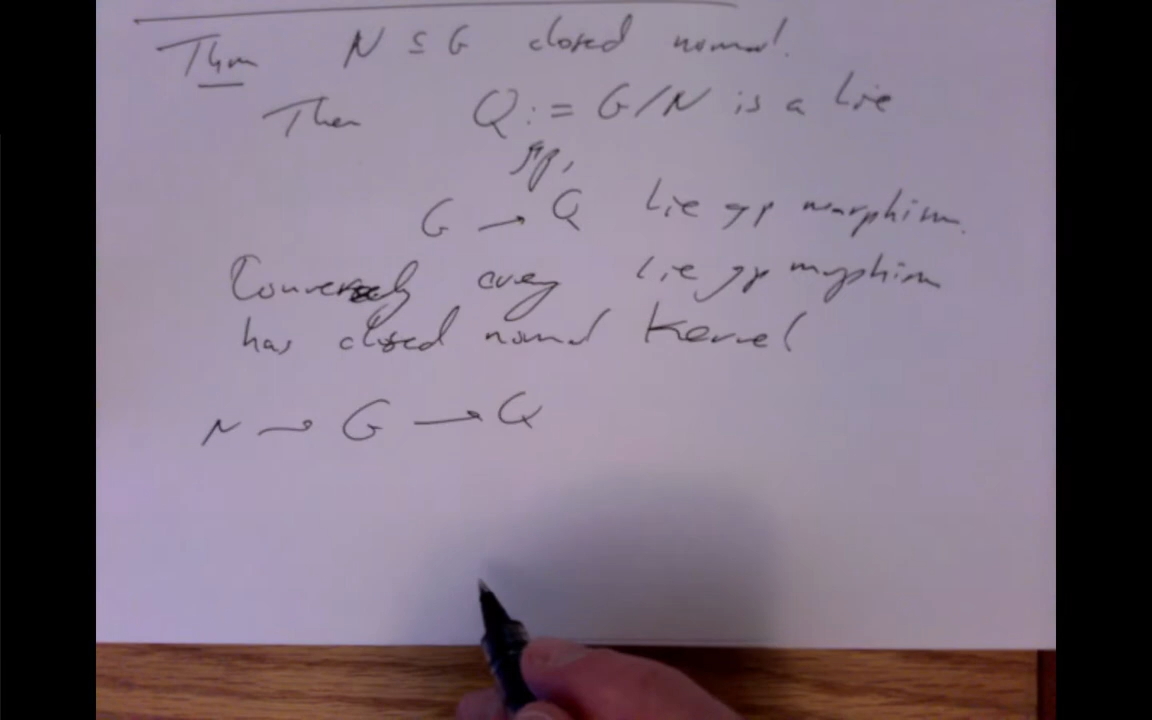 Thm N ≤ G closed normal.
Then Q := G/N is a Lie
gp,
G → Q Lie gp morphism.
Conversely every Lie gp morphism
has closed normal Kernel
N → G → Q